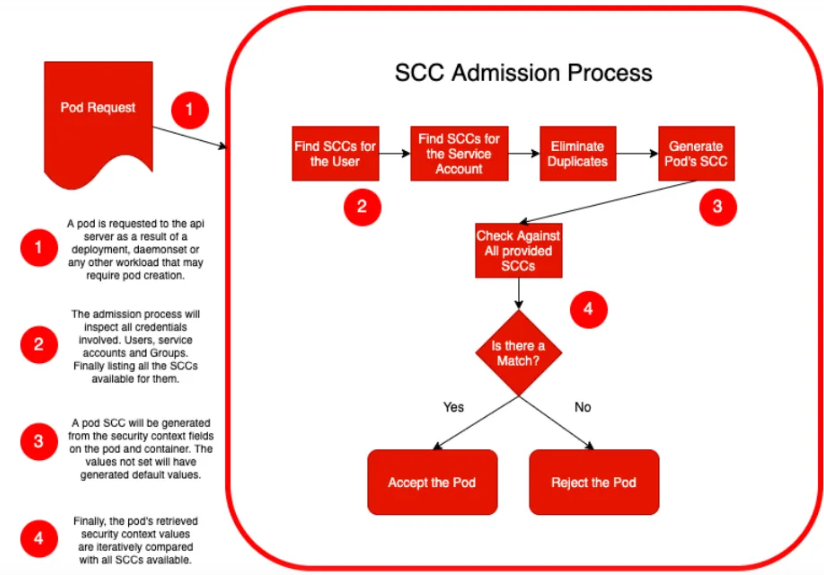 SCC Admission Process
Pod Request
1
Find SCCs for
the User
Find SCCs for
the Service
Account
Eliminate
Duplicates
Generate
Pod's SCC
2
3
Check Against
All provided
SCCs
4
Is there a
Match?
Yes
No
Accept the Pod
Reject the Pod
1
A pod is requested to the api
server as a result of a
deployment, daemonset or
any other workload that may
require pod creation.
2
The admission process will
inspect all credentials
involved. Users, service
accounts and Groups.
Finally listing all the SCCs
available for them.
3
A pod SCC will be generated
from the security context fields
on the pod and container. The
values not set will have
generated default values.
4
Finally, the pod's retrieved
security context values
are iteratively compared
with all SCCs available.